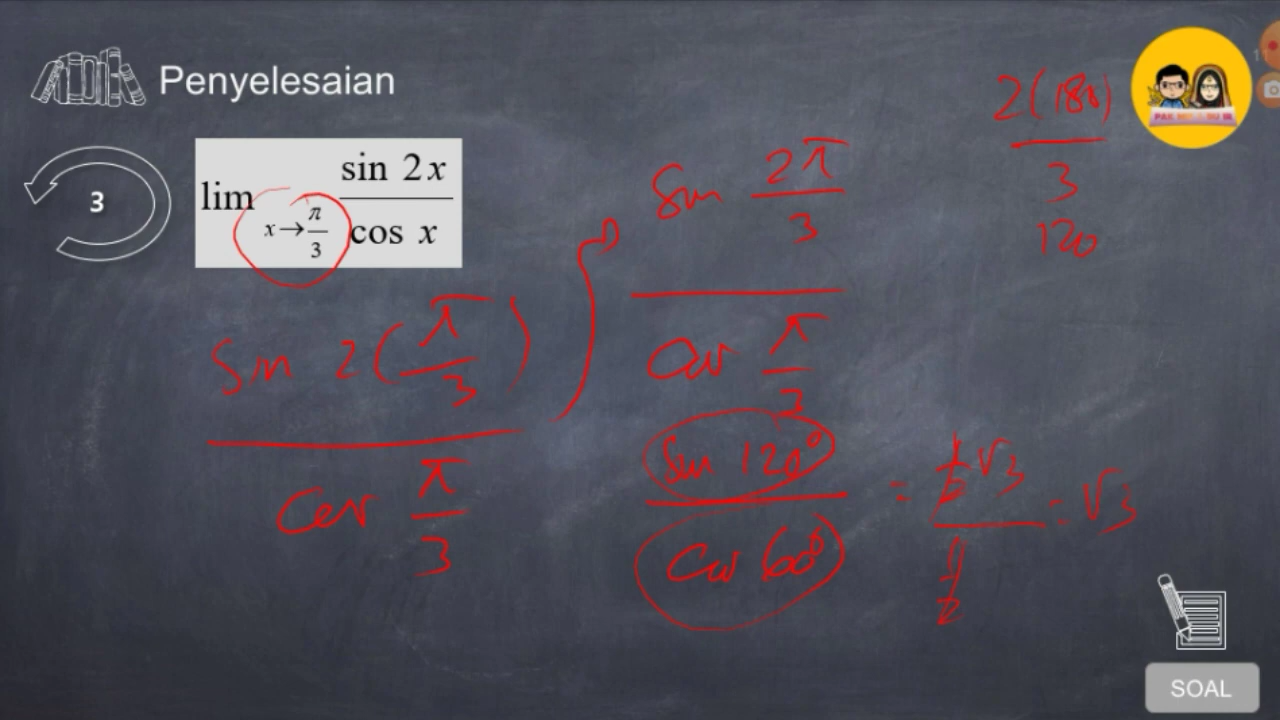 Penyelesaian
3
lim x→π/3 sin 2x / cos x
sin 2(π/3)
cos π/3
sin 2π/3
cos π/3
2(180)
3
120
sin 120°
cos 60°
= ½√3 / ½ = √3
SOAL